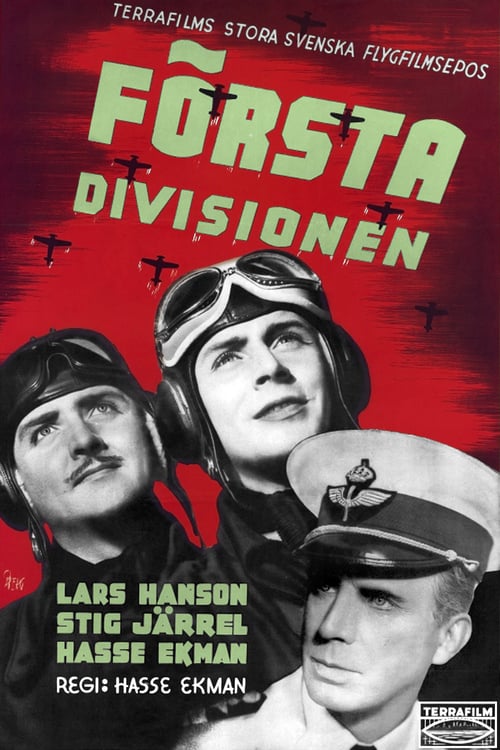 TERRAFILMS STORA SVENSKA FLYGFILMSEPOS
FÖRSTA
DIVISIONEN
LARS HANSON
STIG JÄRREL
HASSE EKMAN
REGI: HASSE EKMAN
TERRAFILM